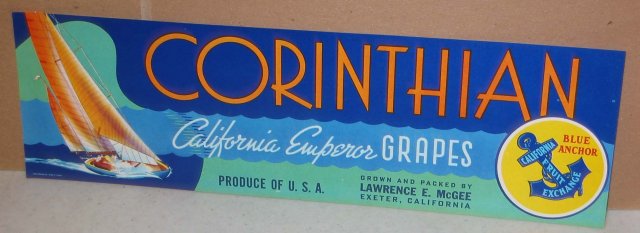 CORINTHIAN
California Emperor GRAPES
PRODUCE OF U.S.A.
GROWN AND PACKED BY
LAWRENCE E. McGEE
EXETER, CALIFORNIA
BLUE
ANCHOR
CALIFORNIA
FRUIT
EXCHANGE